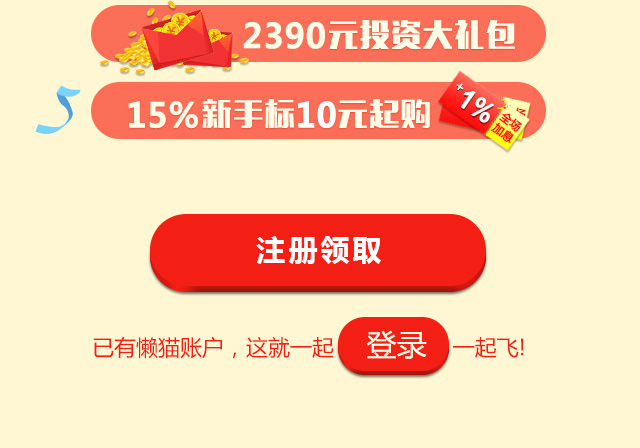 2390元投资大礼包
15%新手标10元起购
+1%
全场
加息
注册领取
已有懒猫账户，这就一起 登录 一起飞!